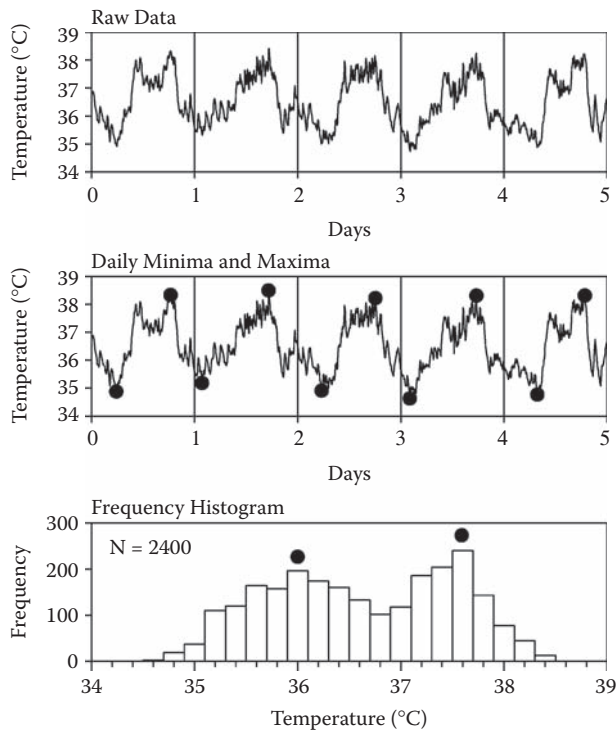 Raw Data
Temperature (°C)
39
38
37
36
35
34
0 1 2 3 4 5
Days
Daily Minima and Maxima
Temperature (°C)
39
38
37
36
35
34
0 1 2 3 4 5
Days
Frequency Histogram
Frequency
300
200
100
0
N = 2400
34 35 36 37 38 39
Temperature (°C)